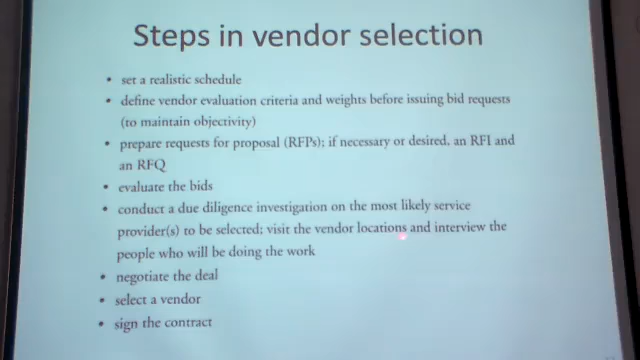 Steps in vendor selection
• set a realistic schedule
• define vendor evaluation criteria and weights before issuing bid requests
(to maintain objectivity)
• prepare requests for proposal (RFPs); if necessary or desired, an RFI and
an RFQ
• evaluate the bids
• conduct a due diligence investigation on the most likely service
provider(s) to be selected; visit the vendor locations and interview the
people who will be doing the work
• negotiate the deal
• select a vendor
• sign the contract